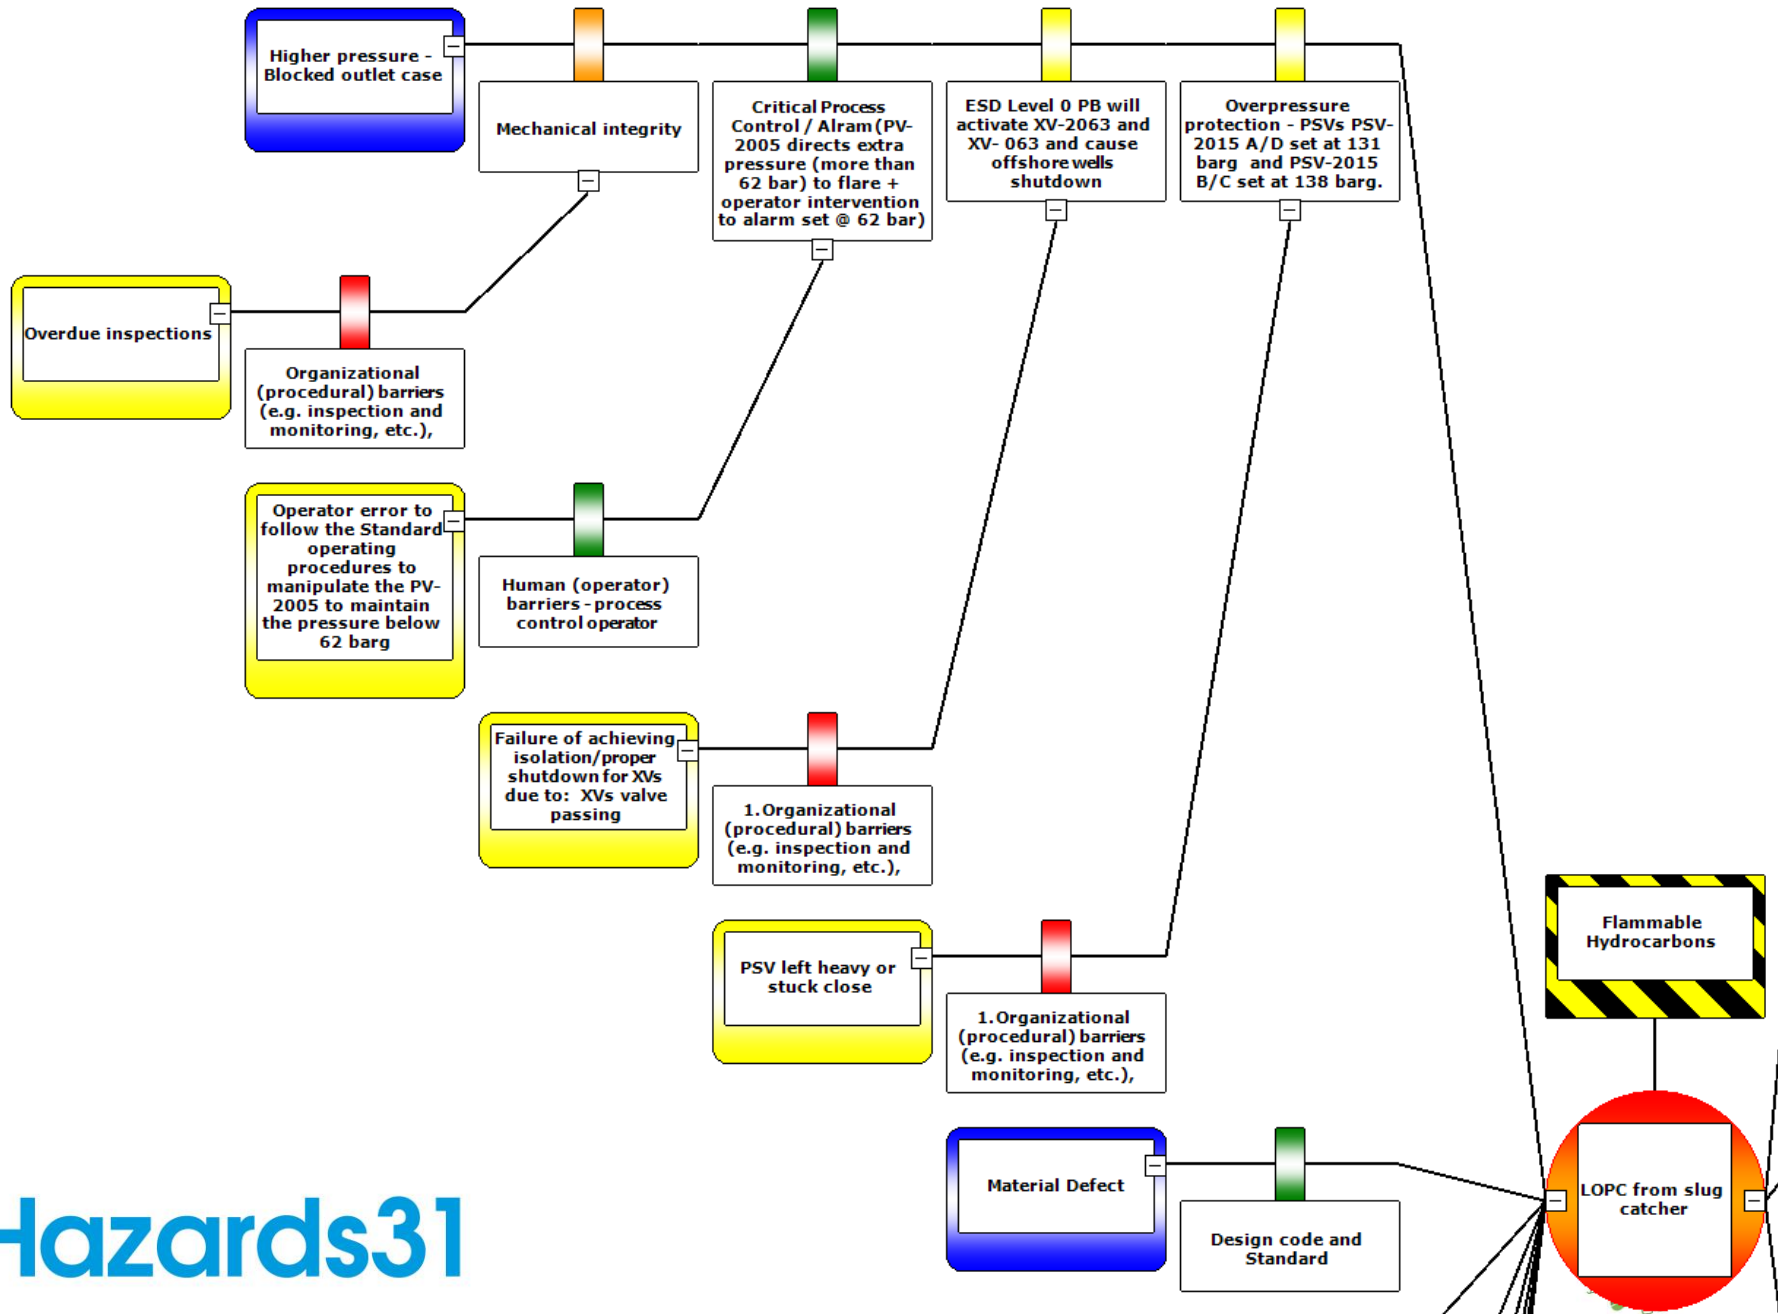 Higher pressure -
Blocked outlet case
Mechanical integrity
Critical Process
Control / Alram (PV-
2005 directs extra
pressure (more than
62 bar) to flare +
operator intervention
to alarm set @ 62 bar)
ESD Level 0 PB will
activate XV-2063 and
XV- 063 and cause
offshore wells
shutdown
Overpressure
protection - PSVs PSV-
2015 A/D set at 131
barg and PSV-2015
B/C set at 138 barg.
Overdue inspections
Organizational
(procedural) barriers
(e.g. inspection and
monitoring, etc.),
Operator error to
follow the Standard
operating
procedures to
manipulate the PV-
2005 to maintain
the pressure below
62 barg
Human (operator)
barriers - process
control operator
Failure of achieving
isolation/proper
shutdown for XVs
due to: XVs valve
passing
1.Organizational
(procedural) barriers
(e.g. inspection and
monitoring, etc.),
PSV left heavy or
stuck close
1.Organizational
(procedural) barriers
(e.g. inspection and
monitoring, etc.),
Flammable
Hydrocarbons
Material Defect
Design code and
Standard
LOPC from slug
catcher
Hazards31